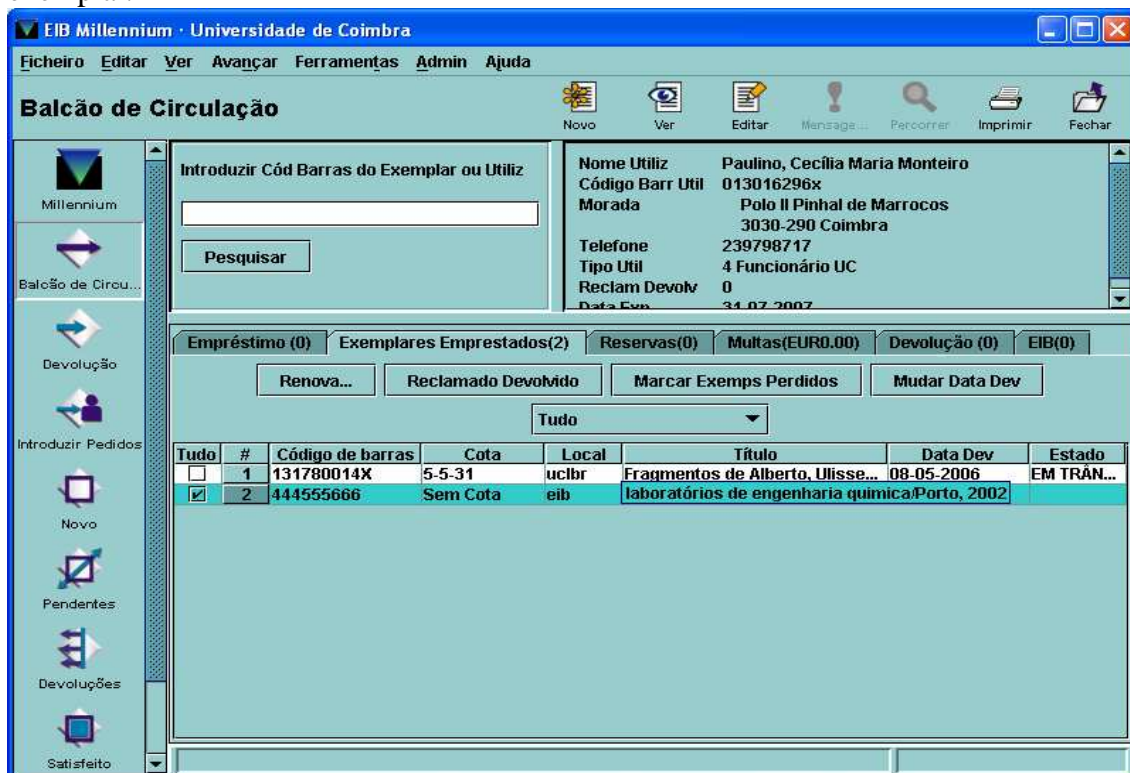 EIB Millennium · Universidade de Coimbra
Ficheiro Editar Ver Avançar Ferramentas Admin Ajuda
Balcão de Circulação
Novo Ver Editar Mensage... Percorrer Imprimir Fechar
Millennium
Balcão de Circu...
Devolução
Introduzir Pedidos
Novo
Pendentes
Devoluções
Satisfeito
Introduzir Cód Barras do Exemplar ou Utiliz
Pesquisar
Nome Utiliz Paulino, Cecília Maria Monteiro
Código Barr Util 013016296x
Morada Polo II Pinhal de Marrocos
3030-290 Coimbra
Telefone 239798717
Tipo Util 4 Funcionário UC
Reclam Devolv 0
Data Exp 31-07-2007
Empréstimo (0) Exemplares Emprestados(2) Reservas(0) Multas(EUR0.00) Devolução (0) EIB(0)
Renova... Reclamado Devolvido Marcar Exemps Perdidos Mudar Data Dev
Tudo
Tudo # Código de barras Cota Local Título Data Dev Estado
1 131780014X 5-5-31 uclbr Fragmentos de Alberto, Ulisse... 08-05-2006 EM TRÂN...
2 444555666 Sem Cota eib laboratórios de engenharia quimica/Porto, 2002